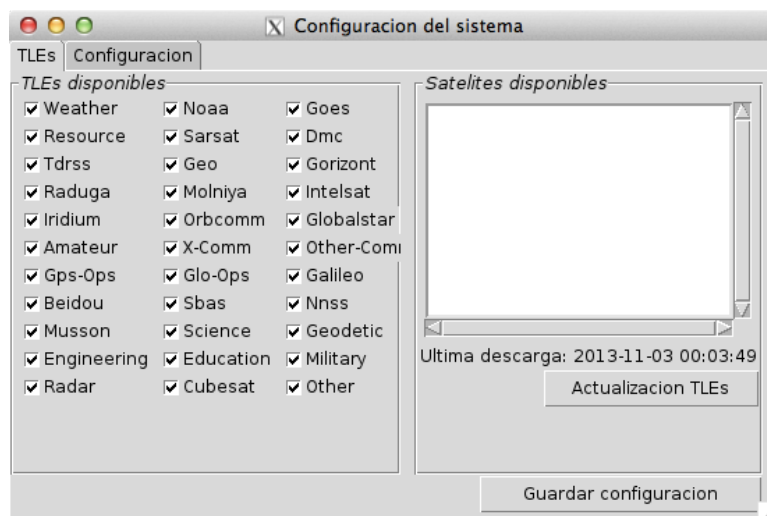 Configuracion del sistema
TLEs Configuracion
TLEs disponibles
Weather Noaa Goes
Resource Sarsat Dmc
Tdrss Geo Gorizont
Raduga Molniya Intelsat
Iridium Orbcomm Globalstar
Amateur X-Comm Other-Com
Gps-Ops Glo-Ops Galileo
Beidou Sbas Nnss
Musson Science Geodetic
Engineering Education Military
Radar Cubesat Other
Satelites disponibles
Ultima descarga: 2013-11-03 00:03:49
Actualizacion TLEs
Guardar configuracion